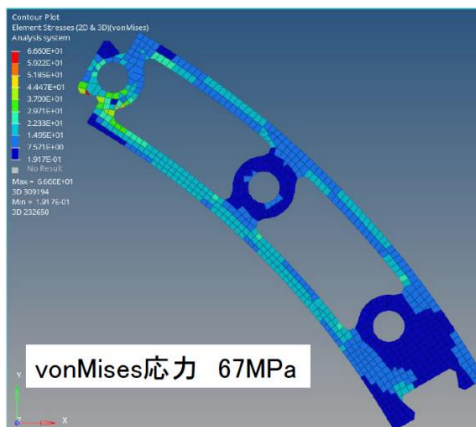 Contour Plot
Element Stresses (2D & 3D)(vonMises)
Analysis system
6.660E+01
5.922E+01
5.185E+01
4.447E+01
3.709E+01
2.971E+01
2.233E+01
1.495E+01
7.571E+00
1.917E-01
No Result
Max = 6.660E+01
3D 309194
Min = 1.917E-01
3D 232650
vonMises応力 67MPa
Y
Z
X